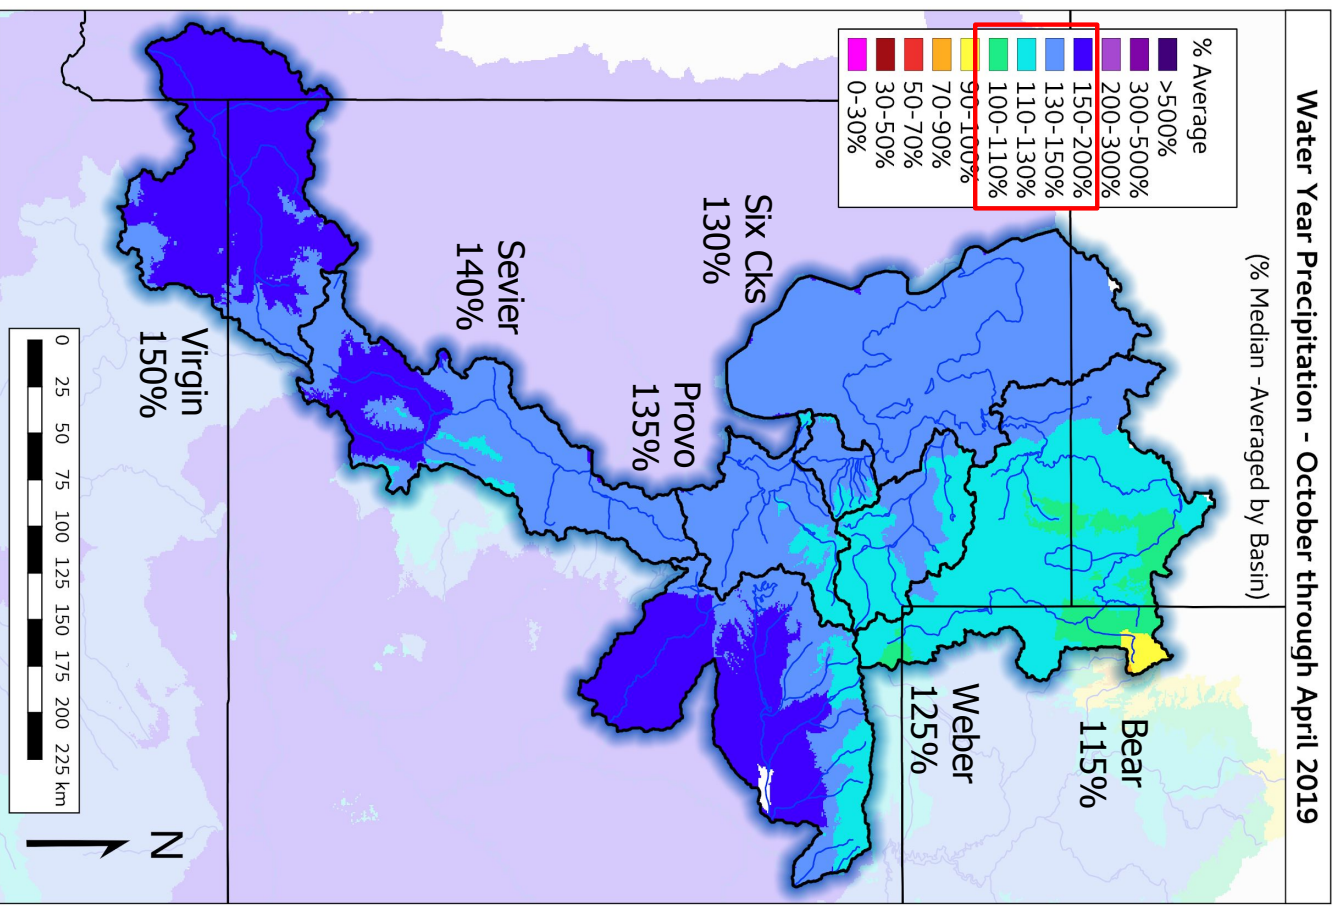 Water Year Precipitation - October through April 2019
(% Median -Averaged by Basin)
% Average
>500%
300-500%
200-300%
150-200%
130-150%
110-130%
100-110%
90-100%
70-90%
50-70%
30-50%
0-30%
Bear
115%
Weber
125%
Six Cks
130%
Provo
135%
Sevier
140%
Virgin
150%
0 25 50 75 100 125 150 175 200 225 km
N